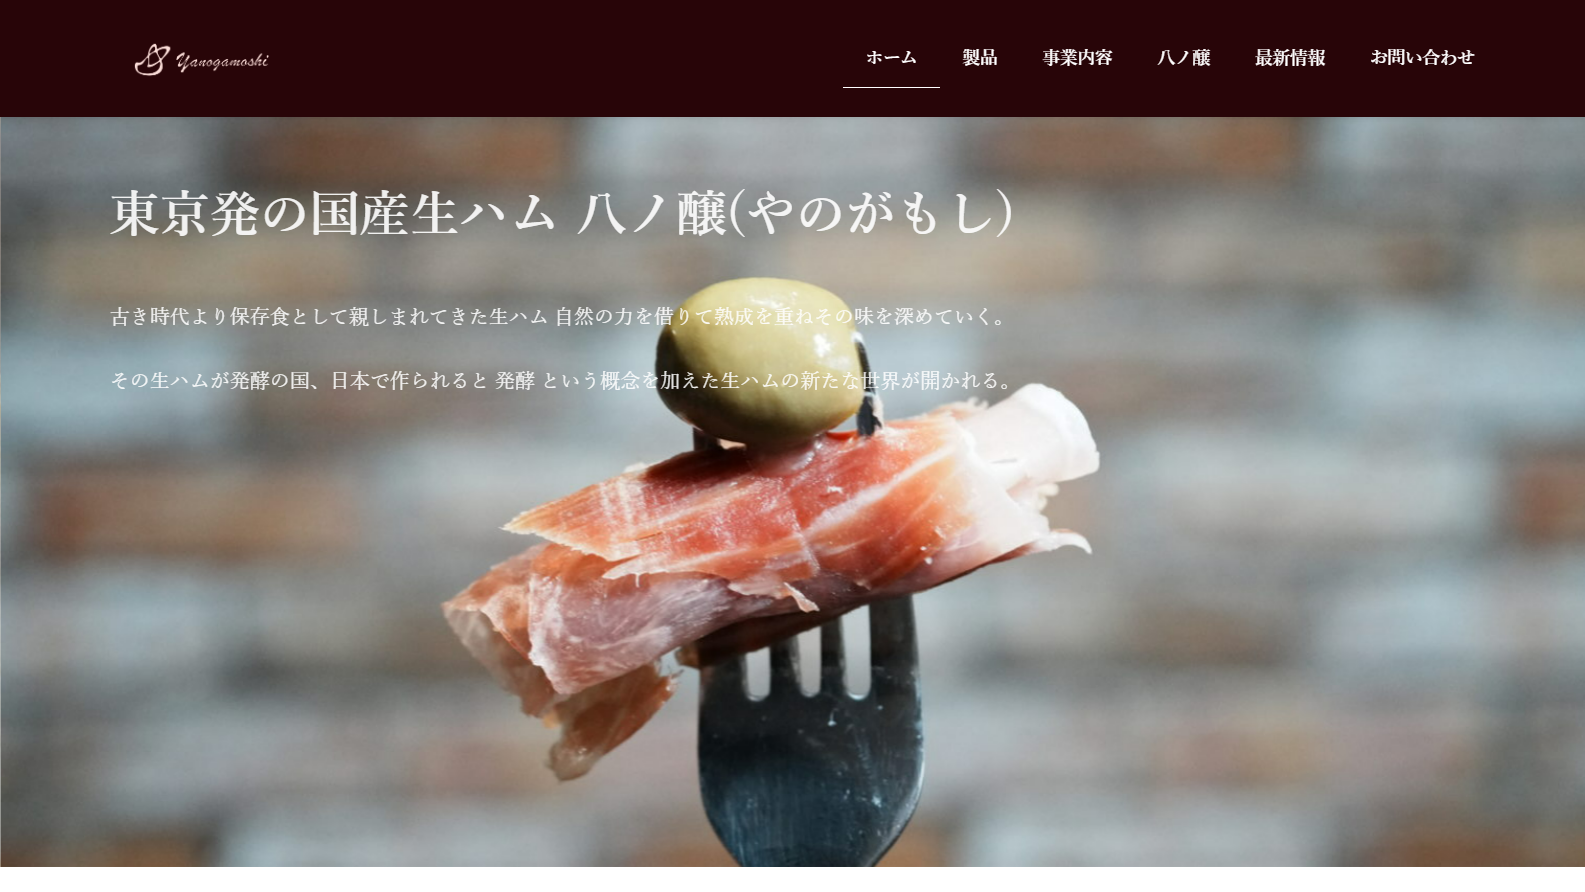 Yanogamoshi
ホーム 製品 事業内容 八ノ醸 最新情報 お問い合わせ
東京発の国産生ハム 八ノ醸(やのがもし)
古き時代より保存食として親しまれてきた生ハム 自然の力を借りて熟成を重ねその味を深めていく。
その生ハムが発酵の国、日本で作られると 発酵 という概念を加えた生ハムの新たな世界が開かれる。